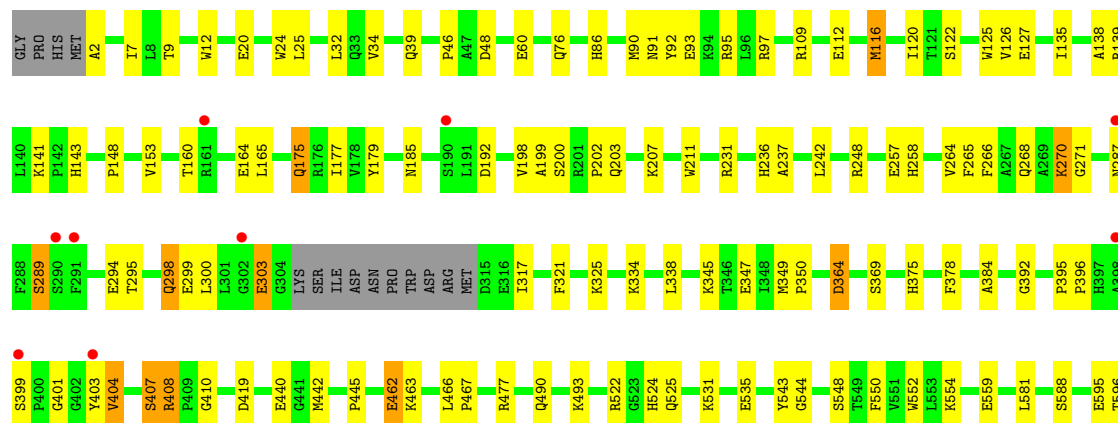 GLY PRO HIS MET A2 I7 L8 T9 W12 E20 W24 L25 L32 Q33 V34 Q39 P46 A47 D48 E60 Q76 H86 M90 N91 Y92 E93 K94 R95 L96 R97 R109 E112 M116 I120 T121 S122 W125 V126 E127 I135 A138
L140 K141 P142 H143 P148 V153 T160 R161 E164 L165 Q175 R176 I177 V178 Y179 N185 S190 L191 D192 V198 A199 S200 R201 P202 Q203 K207 W211 R231 H236 A237 L242 R248 E257 H258 V264 F265 F266 A267 Q268 A269 K270 G271 N287
F288 S289 S290 F291 E294 T295 Q298 E299 L300 L301 G302 E303 G304 LYS SER ILE ASP ASN PRO TRP ASP ARG MET D315 E316 I317 F321 K325 K334 L338 K345 T346 E347 I348 M349 P350 D364 S369 H375 F378 A384 G392 P395 P396 H397 A398
S399 P400 G401 G402 Y403 V404 S407 R408 P409 G410 D419 E440 G441 M442 P445 E462 K463 L466 P467 R477 Q490 K493 R522 G523 H524 Q525 K531 E535 Y543 G544 S548 T549 F550 V551 W552 L553 K554 E559 L581 S588 E595 T596